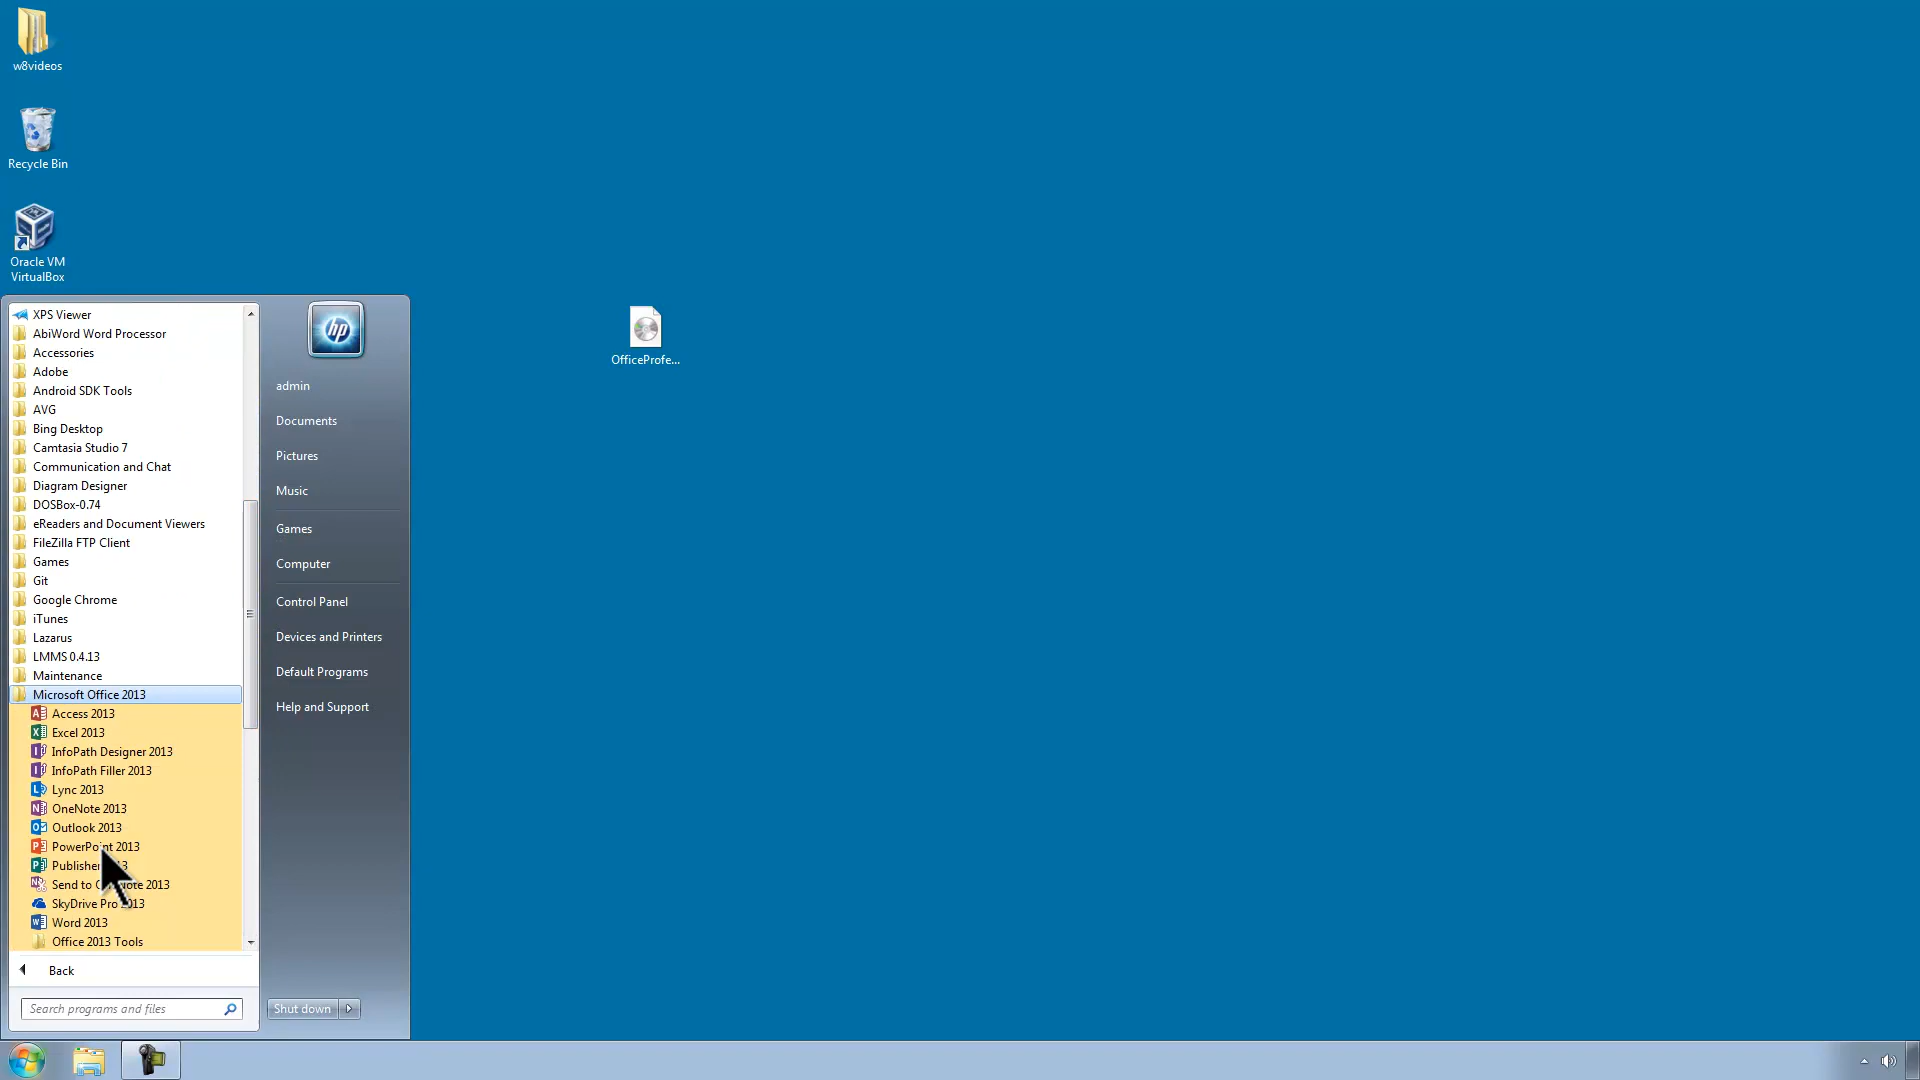 w8videos
Recycle Bin
Oracle VM
VirtualBox
OfficeProfe...
XPS Viewer
AbiWord Word Processor
Accessories
Adobe
Android SDK Tools
AVG
Bing Desktop
Camtasia Studio 7
Communication and Chat
Diagram Designer
DOSBox-0.74
eReaders and Document Viewers
FileZilla FTP Client
Games
Git
Google Chrome
iTunes
Lazarus
LMMS 0.4.13
Maintenance
Microsoft Office 2013
Access 2013
Excel 2013
InfoPath Designer 2013
InfoPath Filler 2013
Lync 2013
OneNote 2013
Outlook 2013
PowerPoint 2013
Publisher 2013
Send to OneNote 2013
SkyDrive Pro 2013
Word 2013
Office 2013 Tools
Back
Search programs and files
hp
admin
Documents
Pictures
Music
Games
Computer
Control Panel
Devices and Printers
Default Programs
Help and Support
Shut down